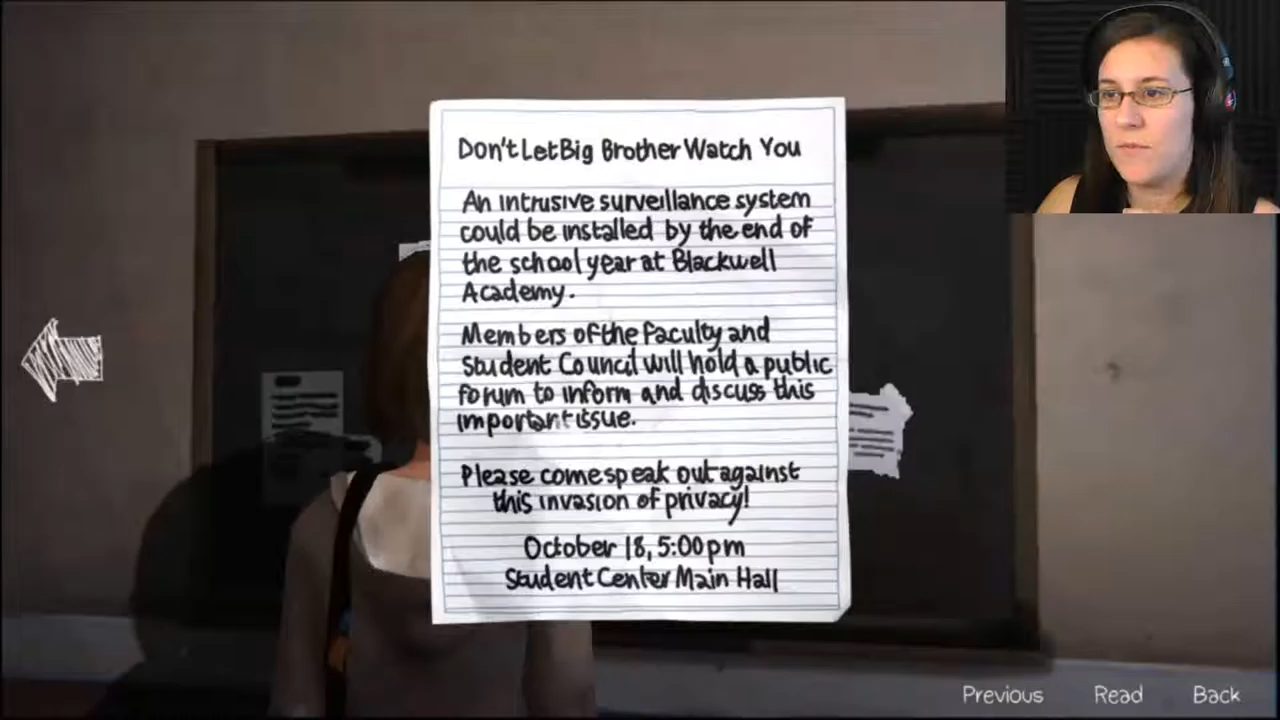 Don't Let Big Brother Watch You
An intrusive surveillance system
could be installed by the end of
the school year at Blackwell
Academy.
Members of the faculty and
Student Council will hold a public
forum to inform and discuss this
important issue.
Please come speak out against
this invasion of privacy!
October 18, 5:00pm
Student Center Main Hall
Previous Read Back